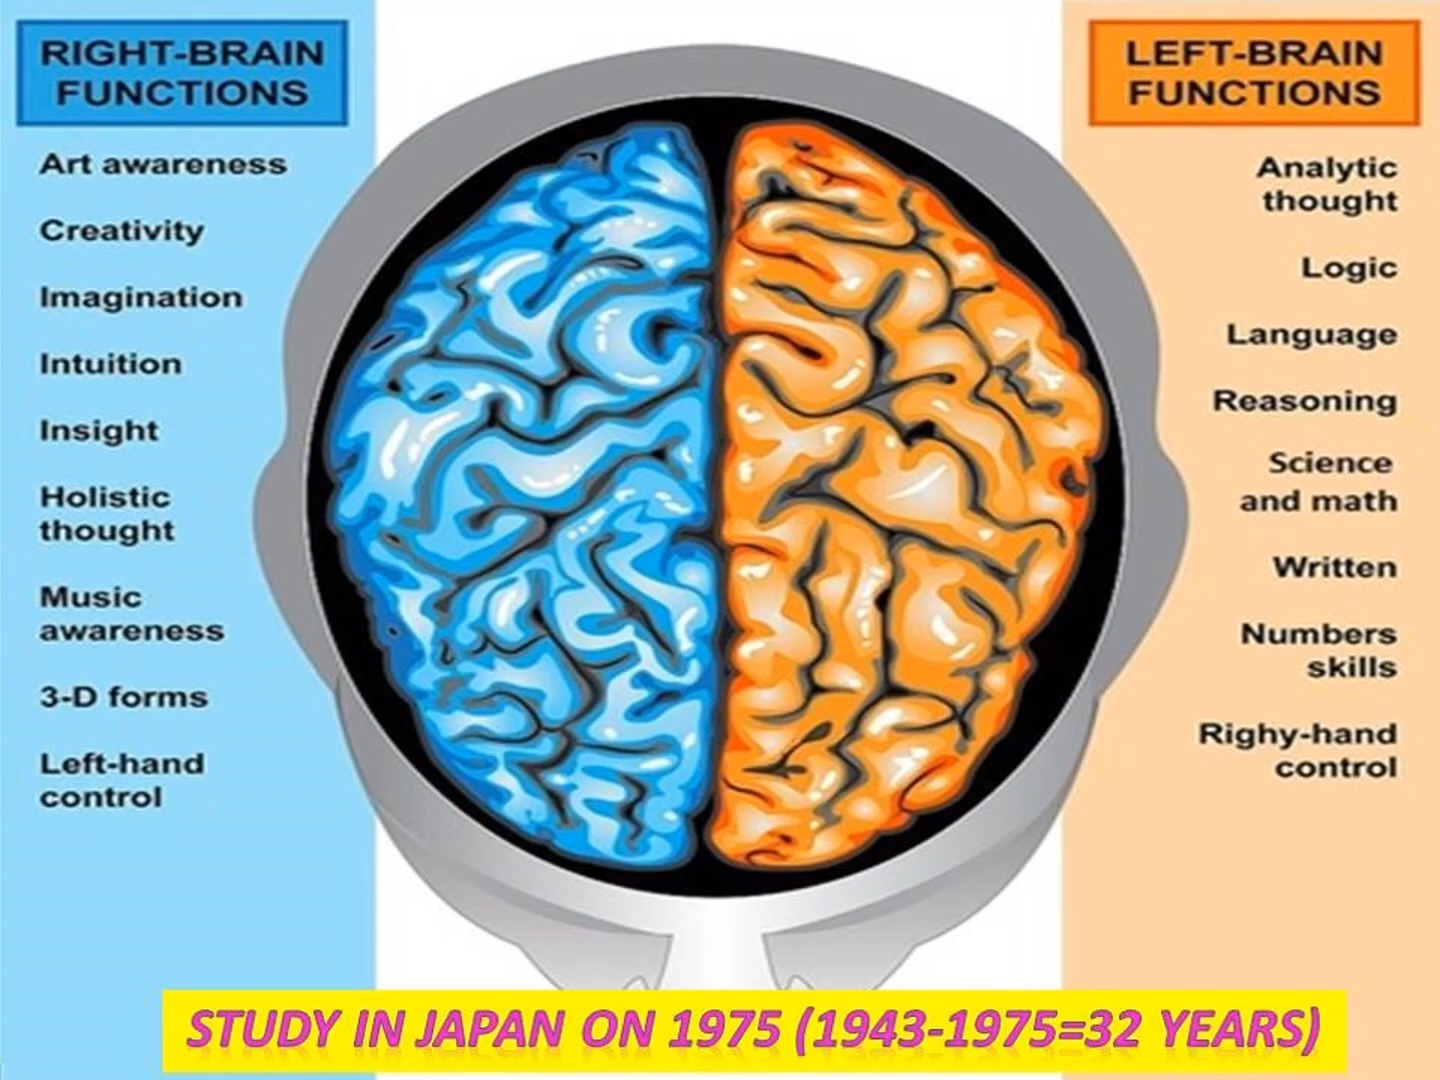 RIGHT-BRAIN
FUNCTIONS
Art awareness
Creativity
Imagination
Intuition
Insight
Holistic
thought
Music
awareness
3-D forms
Left-hand
control
LEFT-BRAIN
FUNCTIONS
Analytic
thought
Logic
Language
Reasoning
Science
and math
Written
Numbers
skills
Righy-hand
control
STUDY IN JAPAN ON 1975 (1943-1975=32 YEARS)